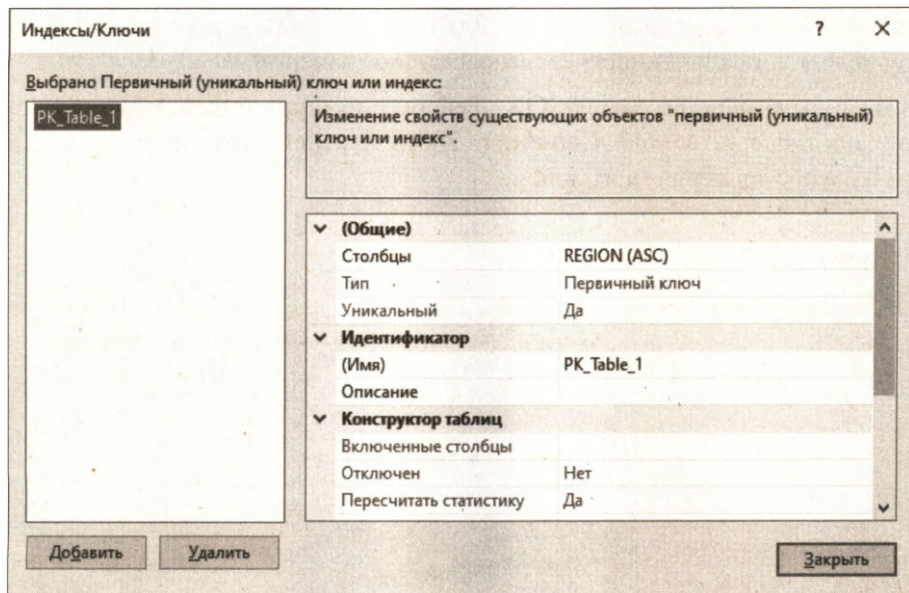 Индексы/Ключи
?
Выбрано Первичный (уникальный) ключ или индекс:
PK_Table_1
Изменение свойств существующих объектов "первичный (уникальный)
ключ или индекс".
(Общие)
Столбцы REGION (ASC)
Тип Первичный ключ
Уникальный Да
Идентификатор
(Имя) PK_Table_1
Описание
Конструктор таблиц
Включенные столбцы
Отключен Нет
Пересчитать статистику Да
Добавить Удалить Закрыть